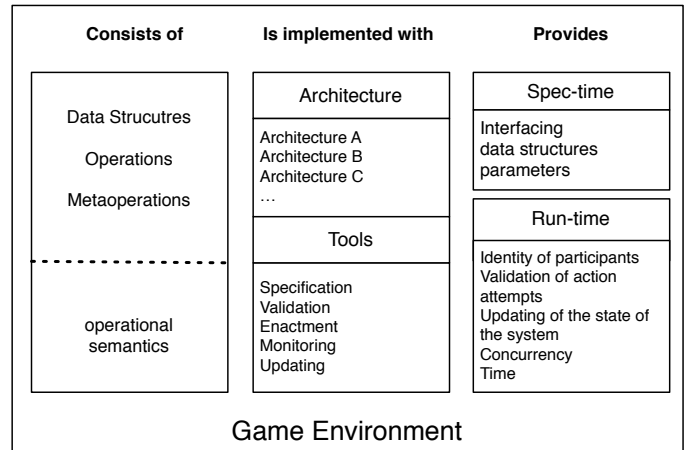 Consists of
Is implemented with
Provides
Data Strucutres
Operations
Metaoperations
operational
semantics
Architecture
Architecture A
Architecture B
Architecture C
…
Tools
Specification
Validation
Enactment
Monitoring
Updating
Spec-time
Interfacing
data structures
parameters
Run-time
Identity of participants
Validation of action
attempts
Updating of the state of
the system
Concurrency
Time
Game Environment